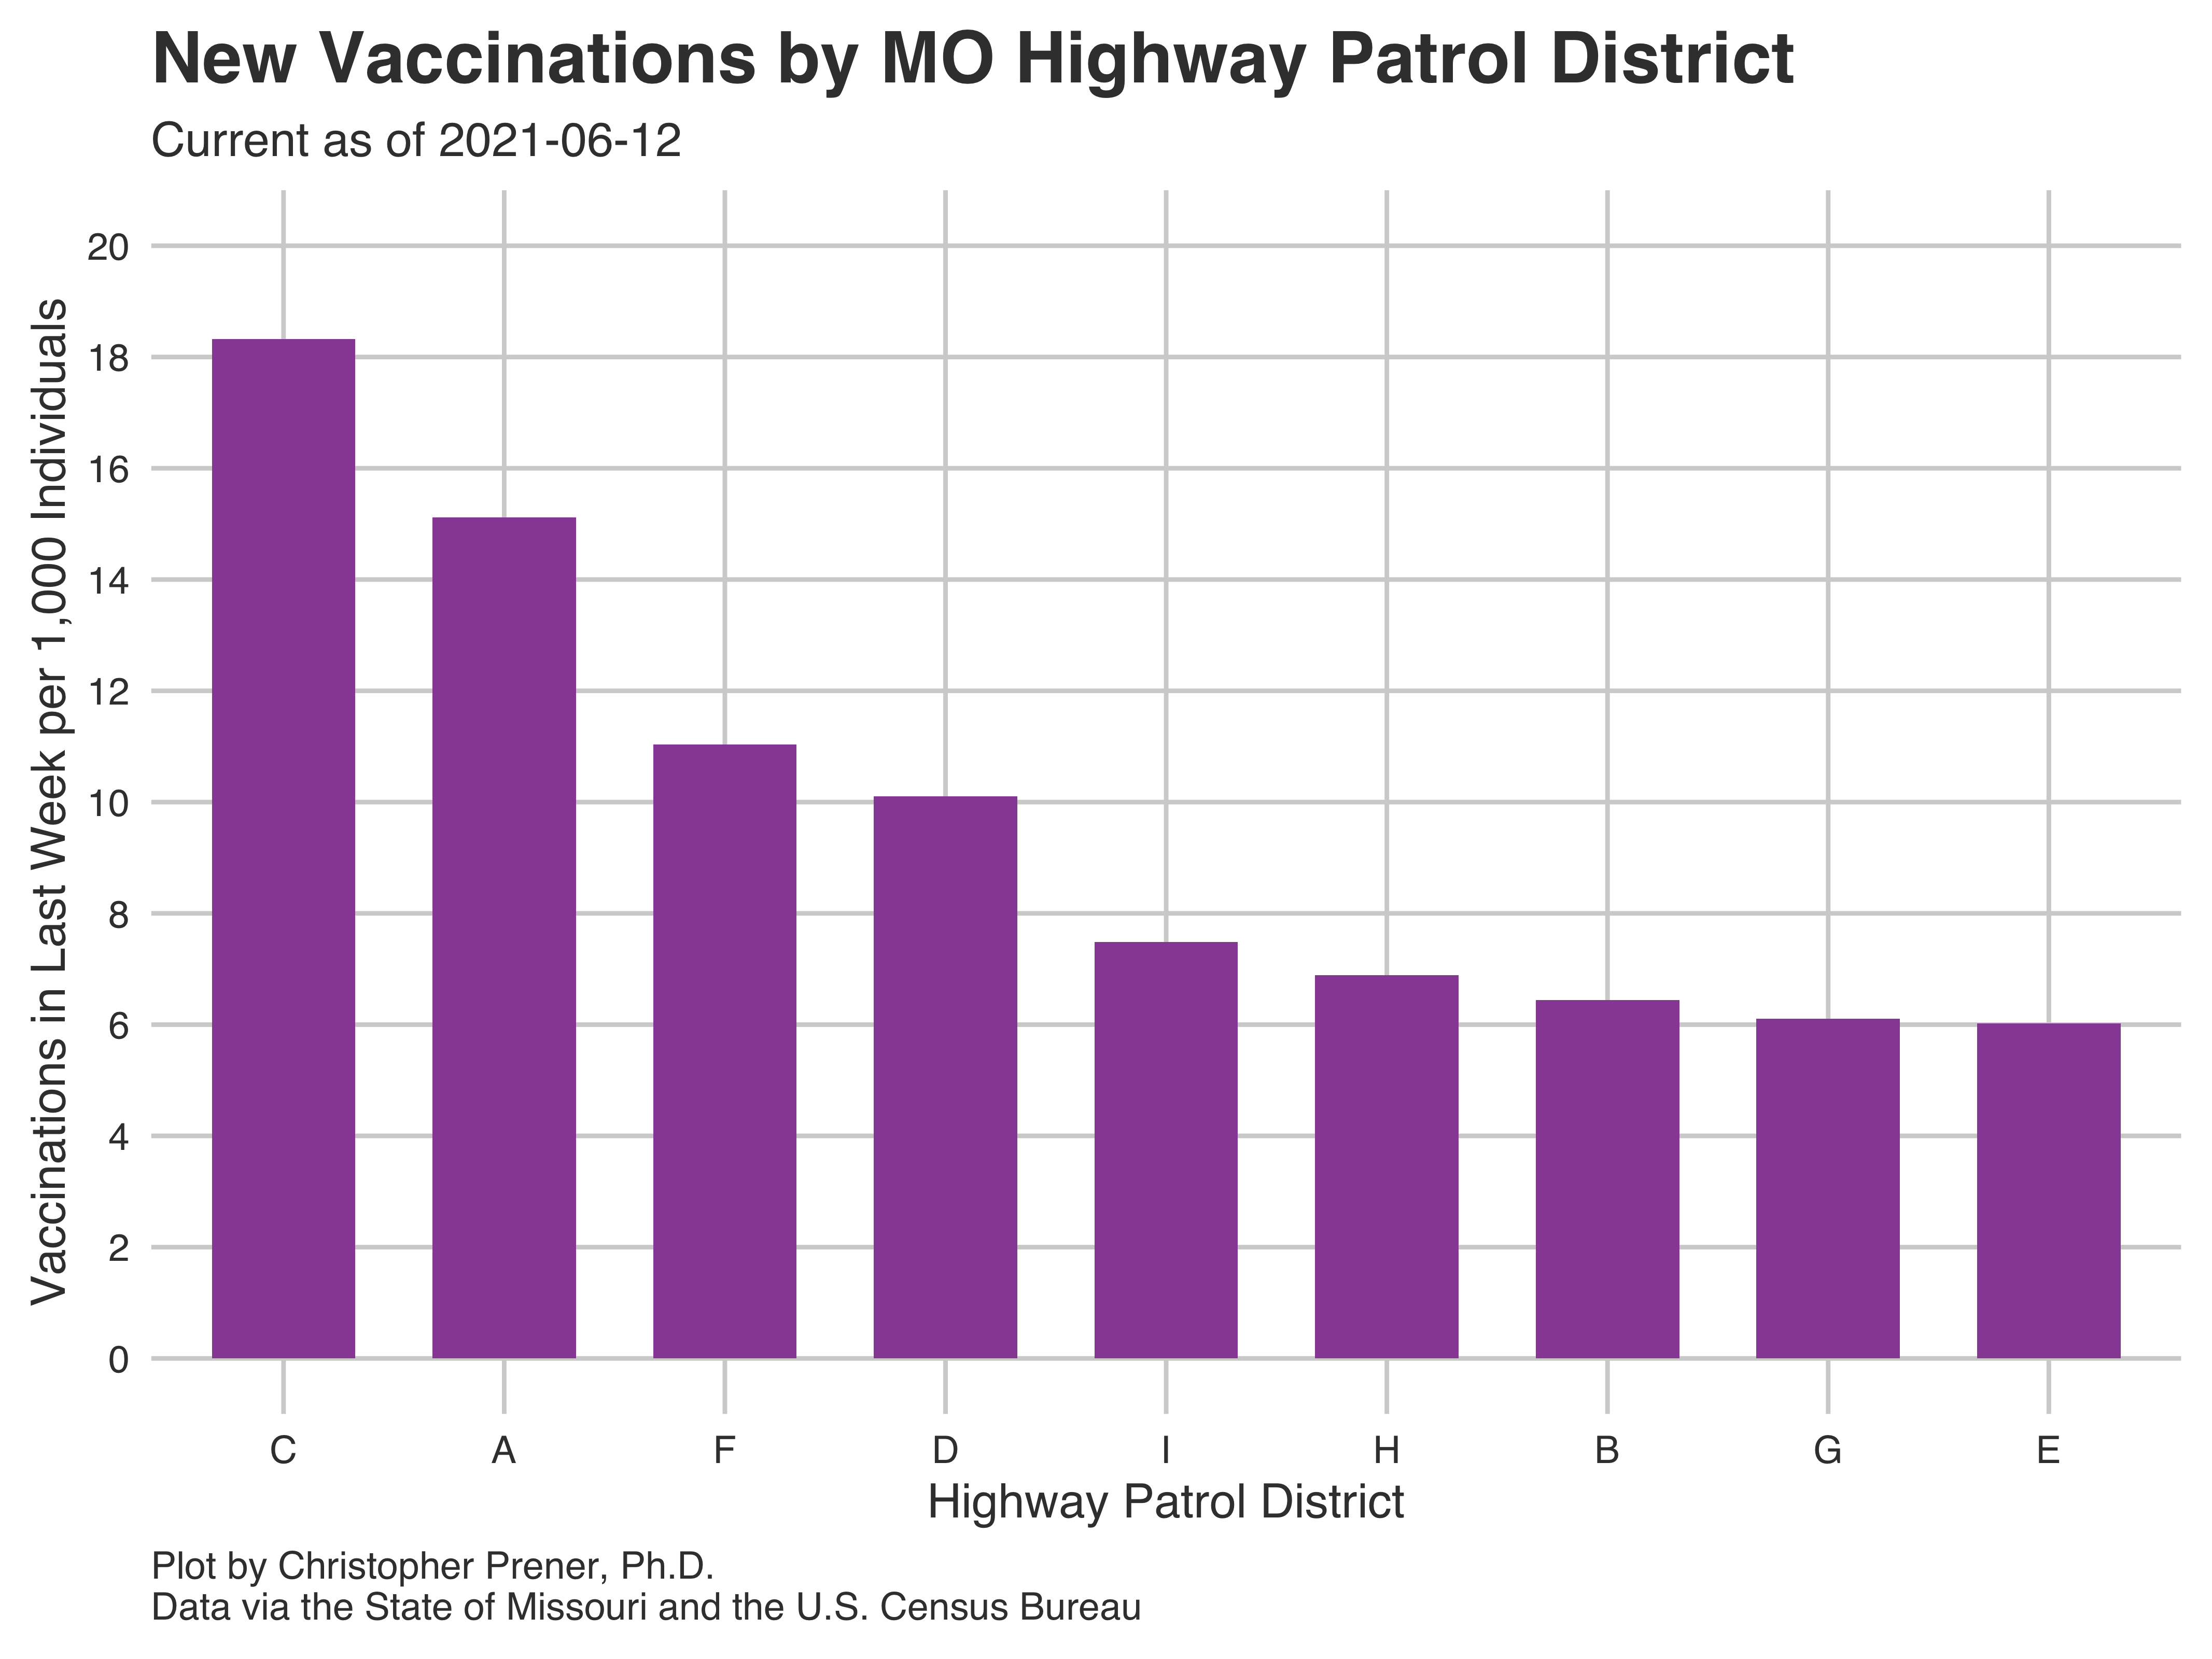 New Vaccinations by MO Highway Patrol District
Current as of 2021-06-12
Vaccinations in Last Week per 1,000 Individuals
20
18
16
14
12
10
8
6
4
2
0
C A F D I H B G E
Highway Patrol District
Plot by Christopher Prener, Ph.D.
Data via the State of Missouri and the U.S. Census Bureau